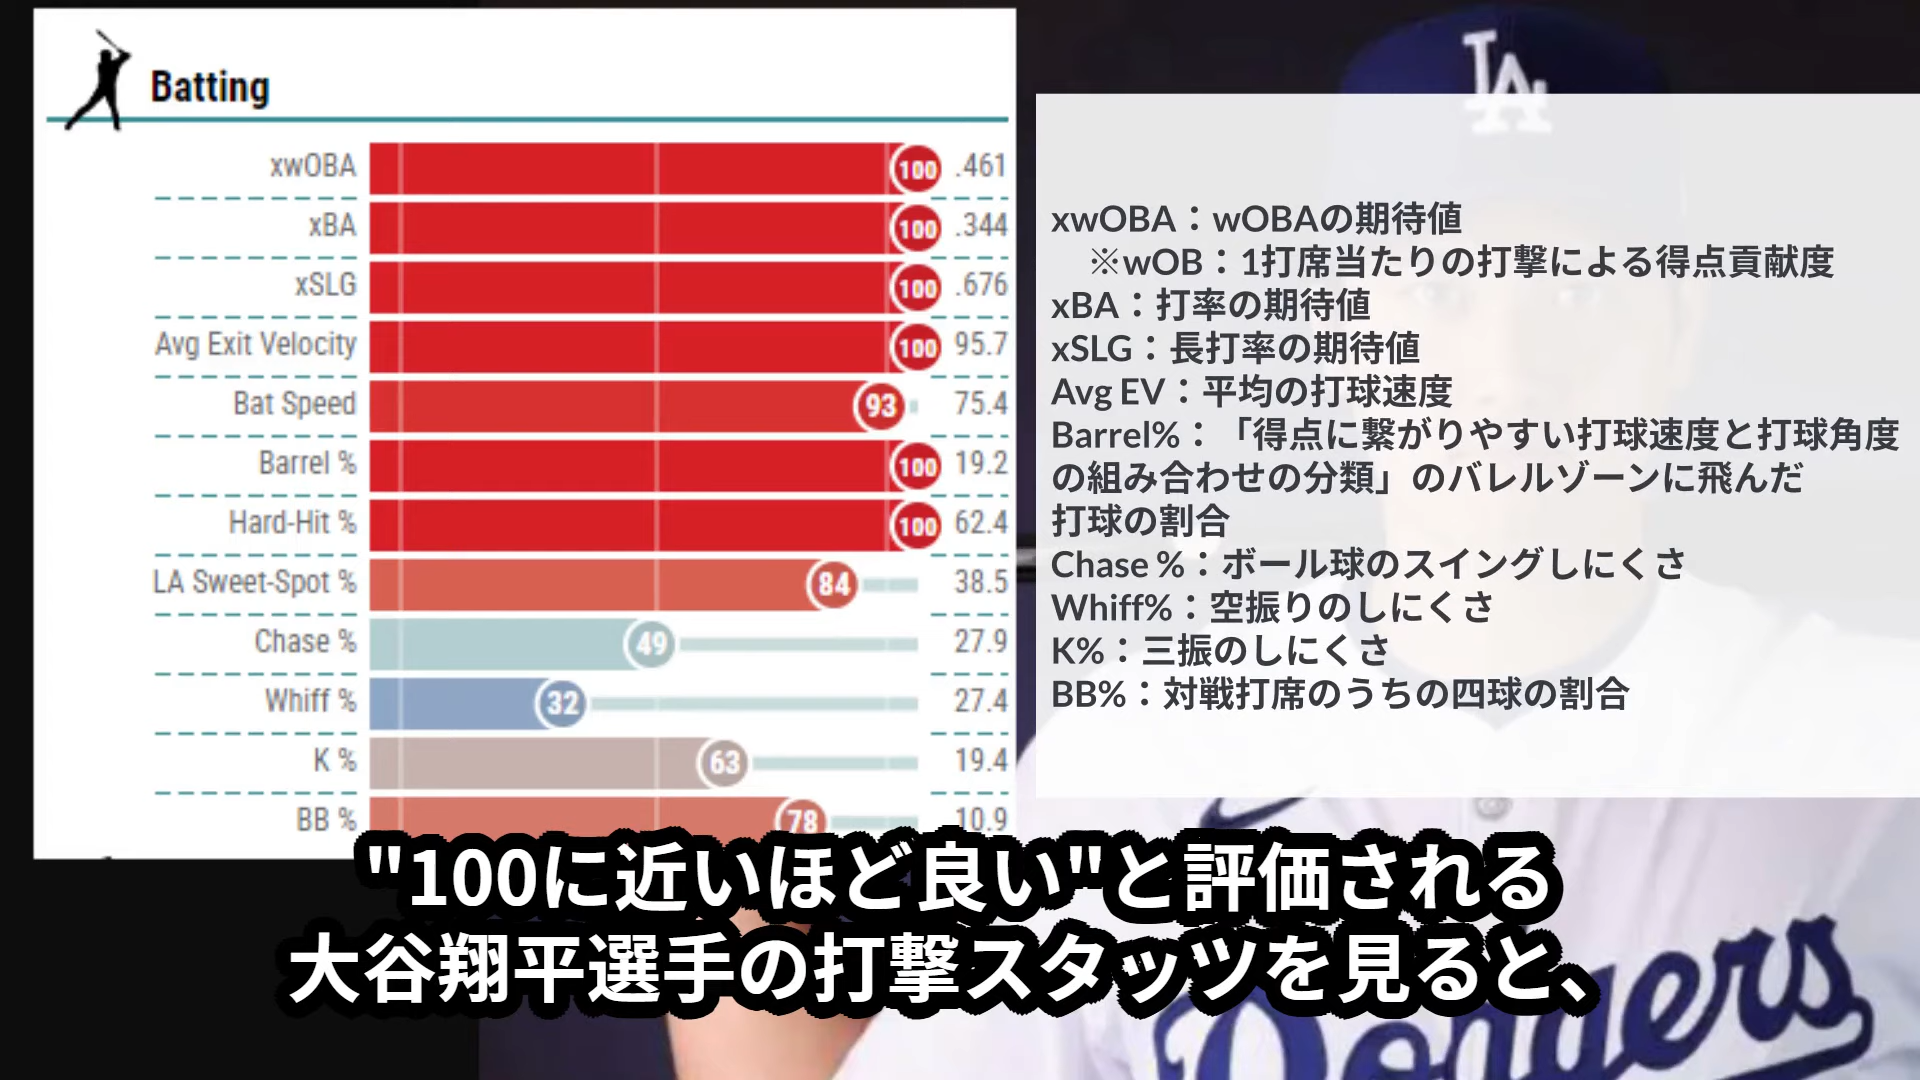 Batting
xwOBA 100 .461
xBA 100 .344
xSLG 100 .676
Avg Exit Velocity 100 95.7
Bat Speed 93 75.4
Barrel % 100 19.2
Hard-Hit % 100 62.4
LA Sweet-Spot % 84 38.5
Chase % 49 27.9
Whiff % 32 27.4
K % 63 19.4
BB % 78 10.9
LA
xwOBA：wOBAの期待値
※wOB：1打席当たりの打撃による得点貢献度
xBA：打率の期待値
xSLG：長打率の期待値
Avg EV：平均の打球速度
Barrel%：「得点に繋がりやすい打球速度と打球角度
の組み合わせの分類」のバレルゾーンに飛んだ
打球の割合
Chase %：ボール球のスイングしにくさ
Whiff%：空振りのしにくさ
K%：三振のしにくさ
BB%：対戦打席のうちの四球の割合
"100に近いほど良い"と評価される
大谷翔平選手の打撃スタッツを見ると、
Dodgers